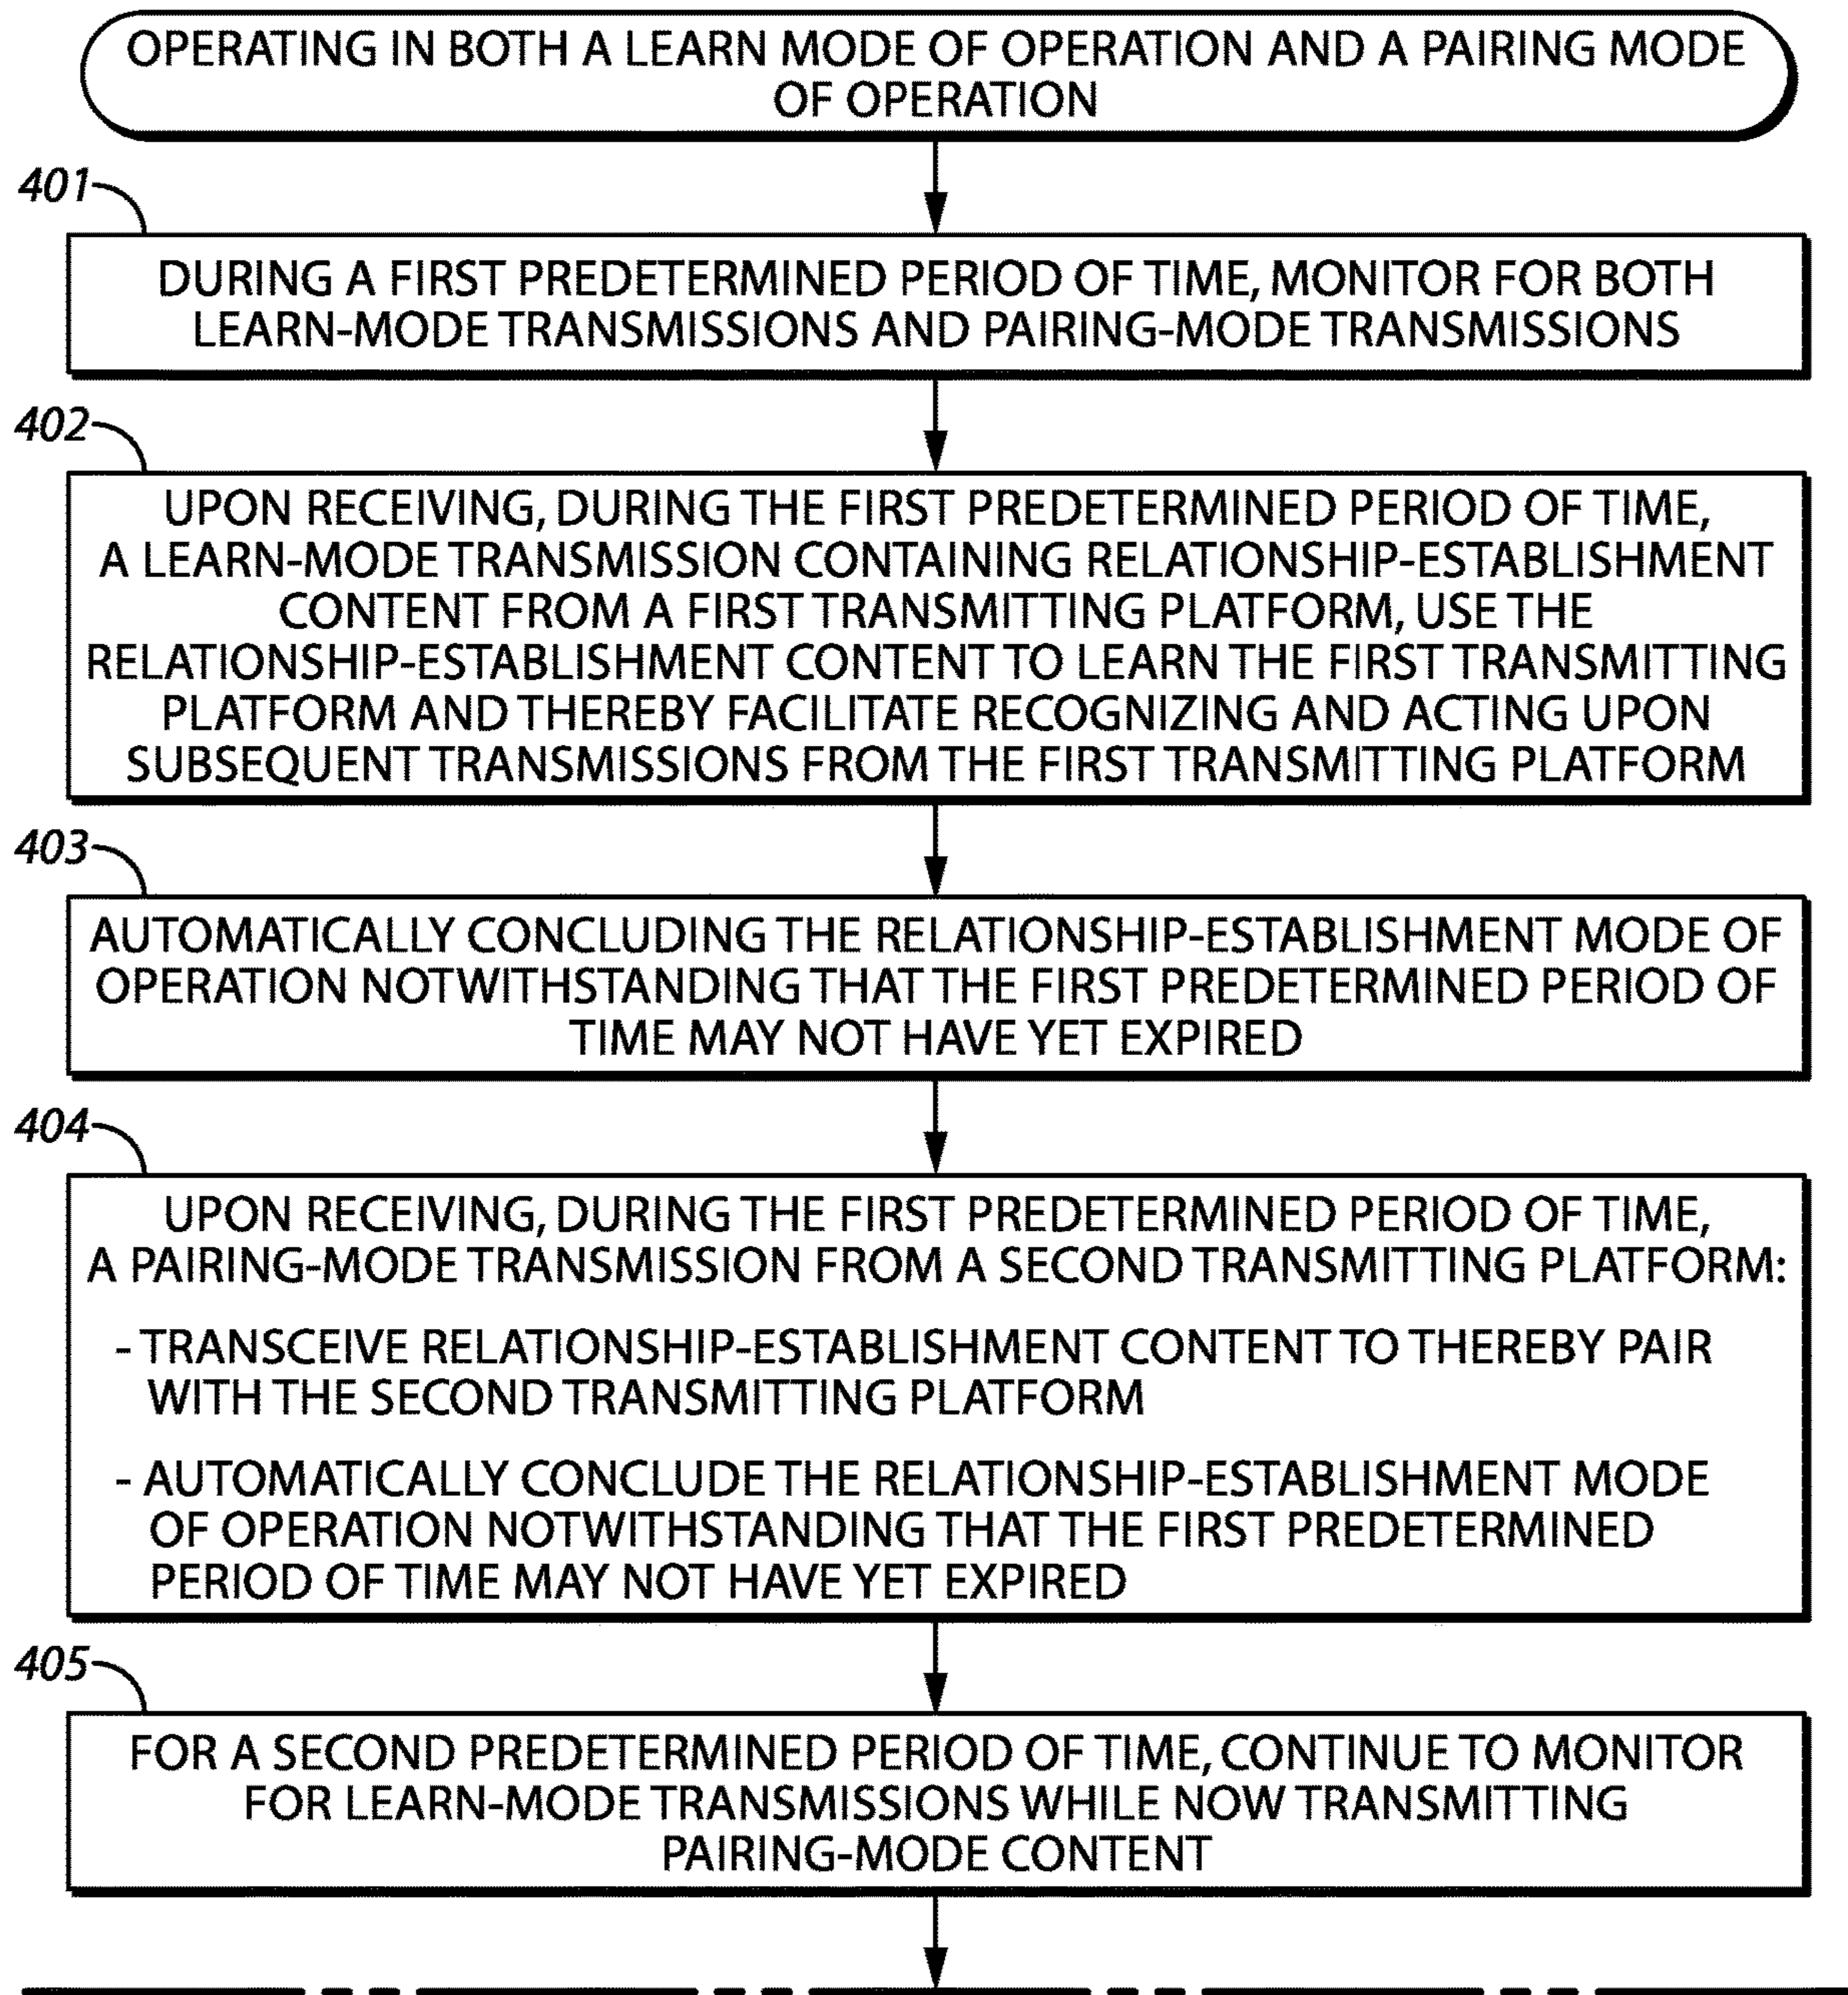 OPERATING IN BOTH A LEARN MODE OF OPERATION AND A PAIRING MODE
OF OPERATION
401
DURING A FIRST PREDETERMINED PERIOD OF TIME, MONITOR FOR BOTH
LEARN-MODE TRANSMISSIONS AND PAIRING-MODE TRANSMISSIONS
402
UPON RECEIVING, DURING THE FIRST PREDETERMINED PERIOD OF TIME,
A LEARN-MODE TRANSMISSION CONTAINING RELATIONSHIP-ESTABLISHMENT
CONTENT FROM A FIRST TRANSMITTING PLATFORM, USE THE
RELATIONSHIP-ESTABLISHMENT CONTENT TO LEARN THE FIRST TRANSMITTING
PLATFORM AND THEREBY FACILITATE RECOGNIZING AND ACTING UPON
SUBSEQUENT TRANSMISSIONS FROM THE FIRST TRANSMITTING PLATFORM
403
AUTOMATICALLY CONCLUDING THE RELATIONSHIP-ESTABLISHMENT MODE OF
OPERATION NOTWITHSTANDING THAT THE FIRST PREDETERMINED PERIOD OF
TIME MAY NOT HAVE YET EXPIRED
404
UPON RECEIVING, DURING THE FIRST PREDETERMINED PERIOD OF TIME,
A PAIRING-MODE TRANSMISSION FROM A SECOND TRANSMITTING PLATFORM:
- TRANSCEIVE RELATIONSHIP-ESTABLISHMENT CONTENT TO THEREBY PAIR
WITH THE SECOND TRANSMITTING PLATFORM
- AUTOMATICALLY CONCLUDE THE RELATIONSHIP-ESTABLISHMENT MODE
OF OPERATION NOTWITHSTANDING THAT THE FIRST PREDETERMINED
PERIOD OF TIME MAY NOT HAVE YET EXPIRED
405
FOR A SECOND PREDETERMINED PERIOD OF TIME, CONTINUE TO MONITOR
FOR LEARN-MODE TRANSMISSIONS WHILE NOW TRANSMITTING
PAIRING-MODE CONTENT